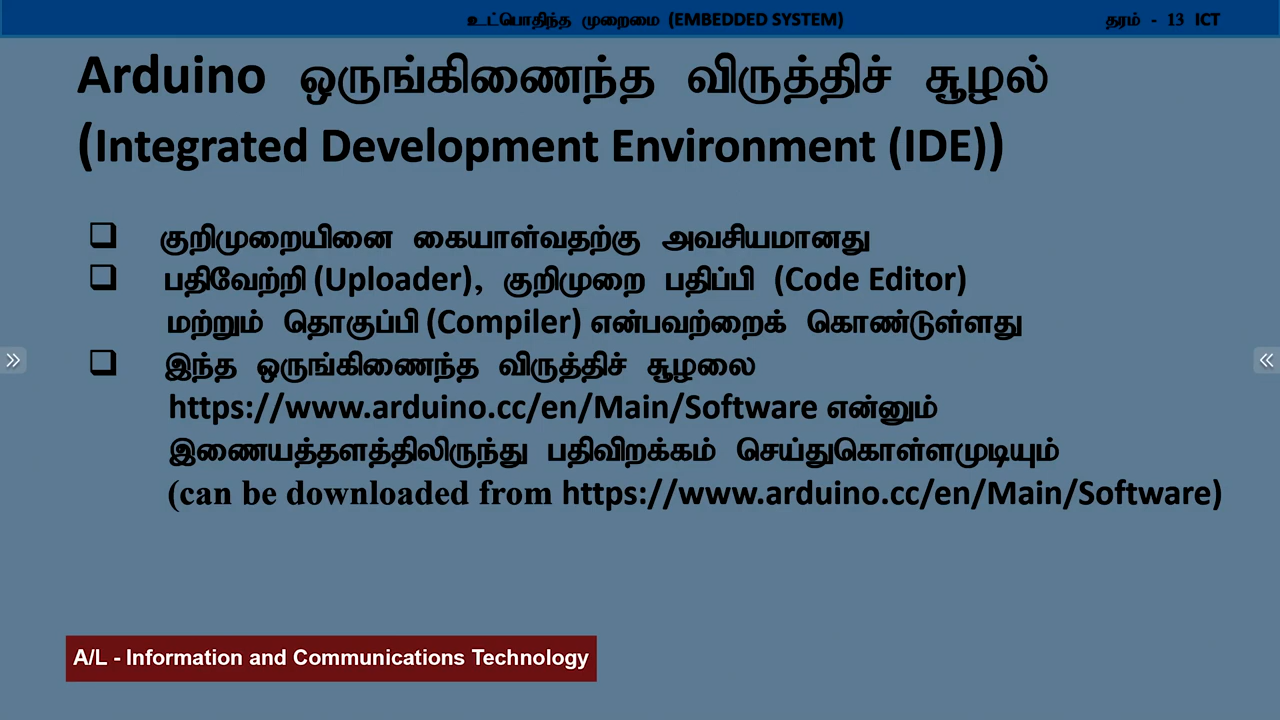 உட்பொதிந்த முறைமை (EMBEDDED SYSTEM) தரம் - 13 ICT
Arduino ஒருங்கிணைந்த விருத்திச் சூழல்
(Integrated Development Environment (IDE))
குறிமுறையினை கையாள்வதற்கு அவசியமானது
பதிவேற்றி (Uploader), குறிமுறை பதிப்பி (Code Editor)
மற்றும் தொகுப்பி (Compiler) என்பவற்றைக் கொண்டுள்ளது
இந்த ஒருங்கிணைந்த விருத்திச் சூழலை
https://www.arduino.cc/en/Main/Software என்னும்
இணையத்தளத்திலிருந்து பதிவிறக்கம் செய்துகொள்ளமுடியும்
(can be downloaded from https://www.arduino.cc/en/Main/Software)
A/L - Information and Communications Technology